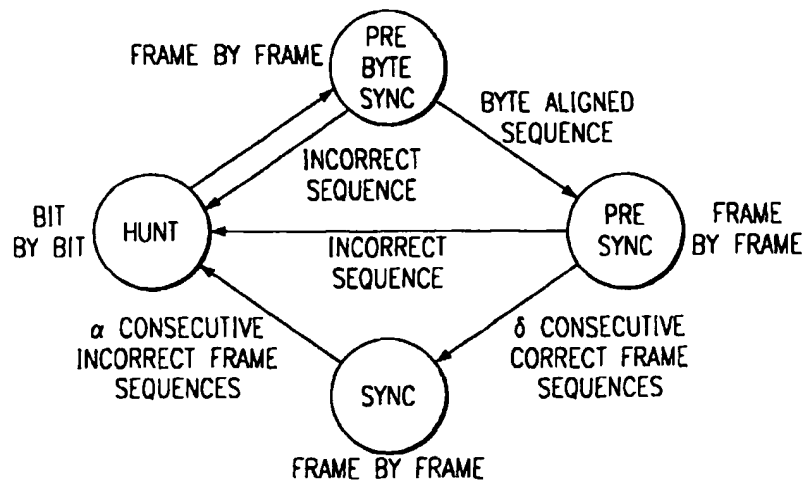 FRAME BY FRAME
PRE
BYTE
SYNC
BYTE ALIGNED
SEQUENCE
INCORRECT
SEQUENCE
BIT
BY BIT
HUNT
PRE
SYNC
FRAME
BY FRAME
INCORRECT
SEQUENCE
α CONSECUTIVE
INCORRECT FRAME
SEQUENCES
δ CONSECUTIVE
CORRECT FRAME
SEQUENCES
SYNC
FRAME BY FRAME